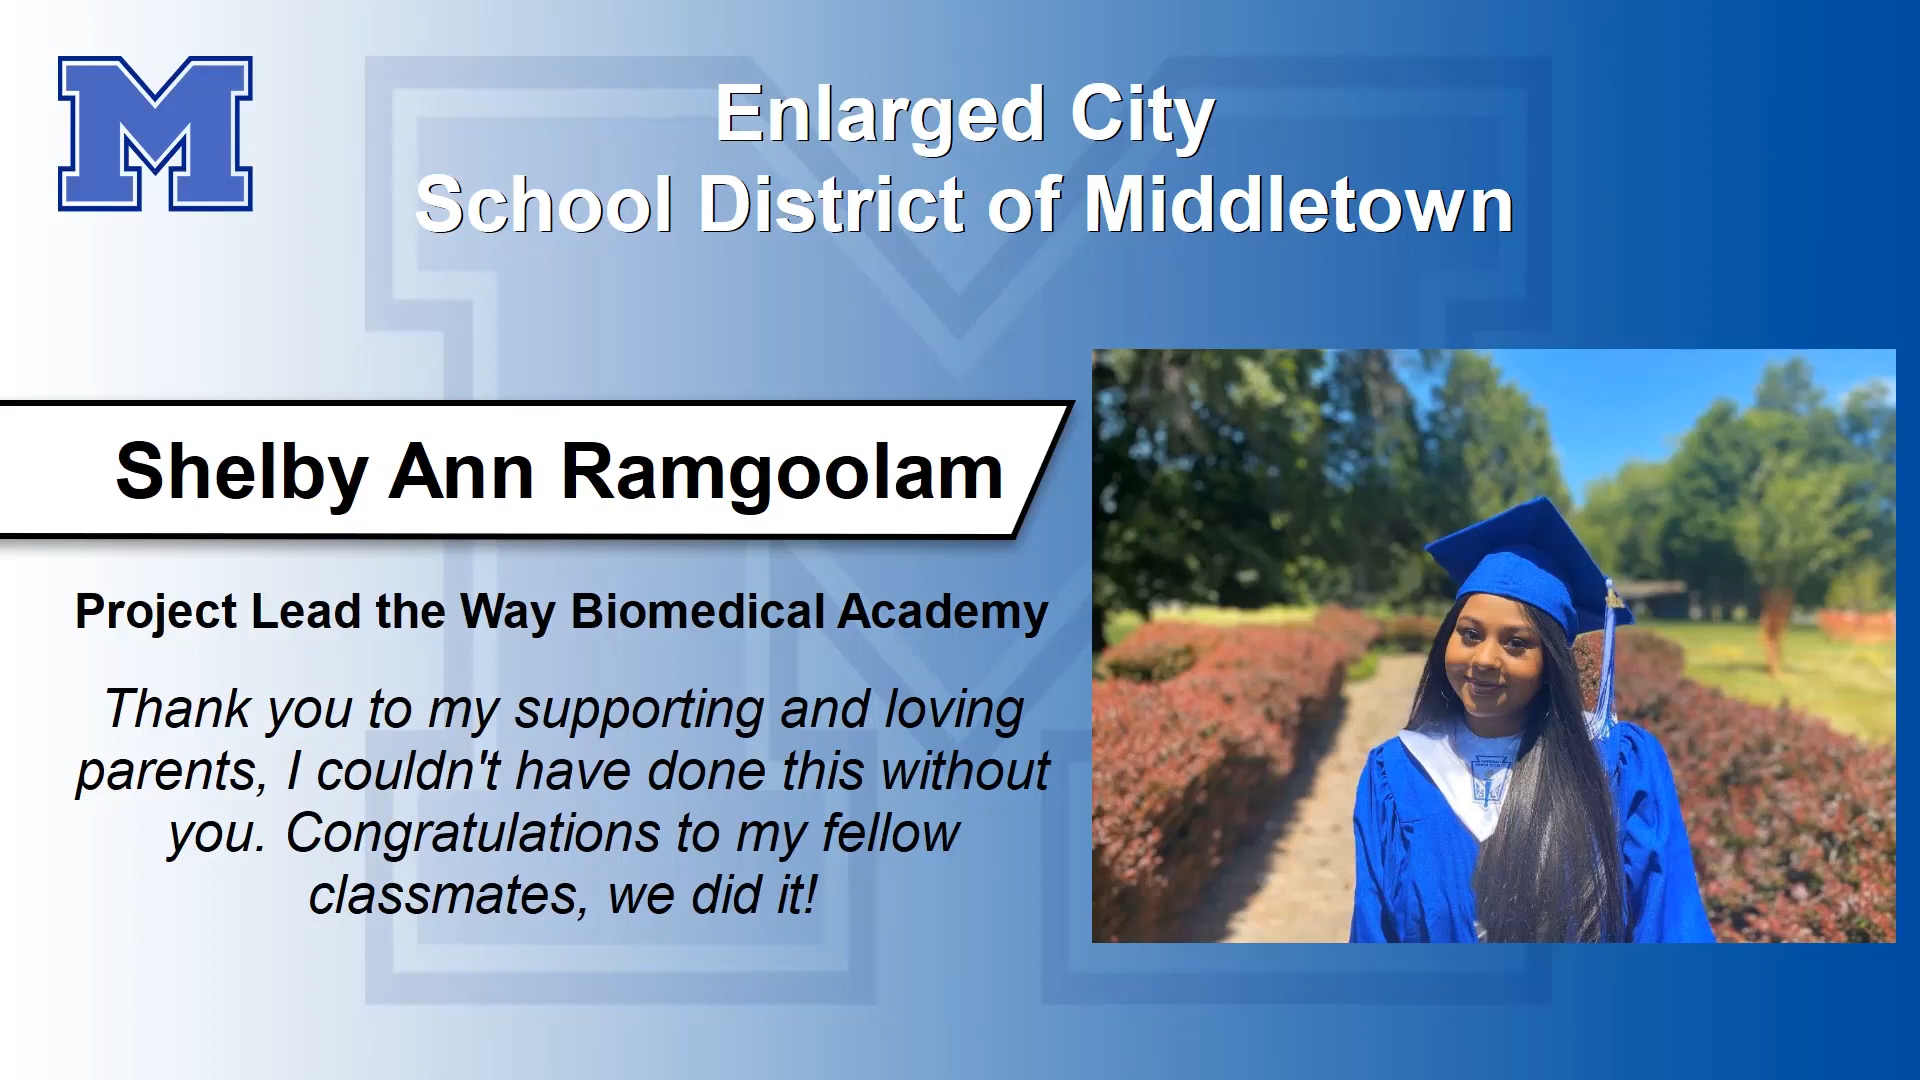 M
Enlarged City
School District of Middletown
Shelby Ann Ramgoolam
Project Lead the Way Biomedical Academy
Thank you to my supporting and loving
parents, I couldn't have done this without
you. Congratulations to my fellow
classmates, we did it!